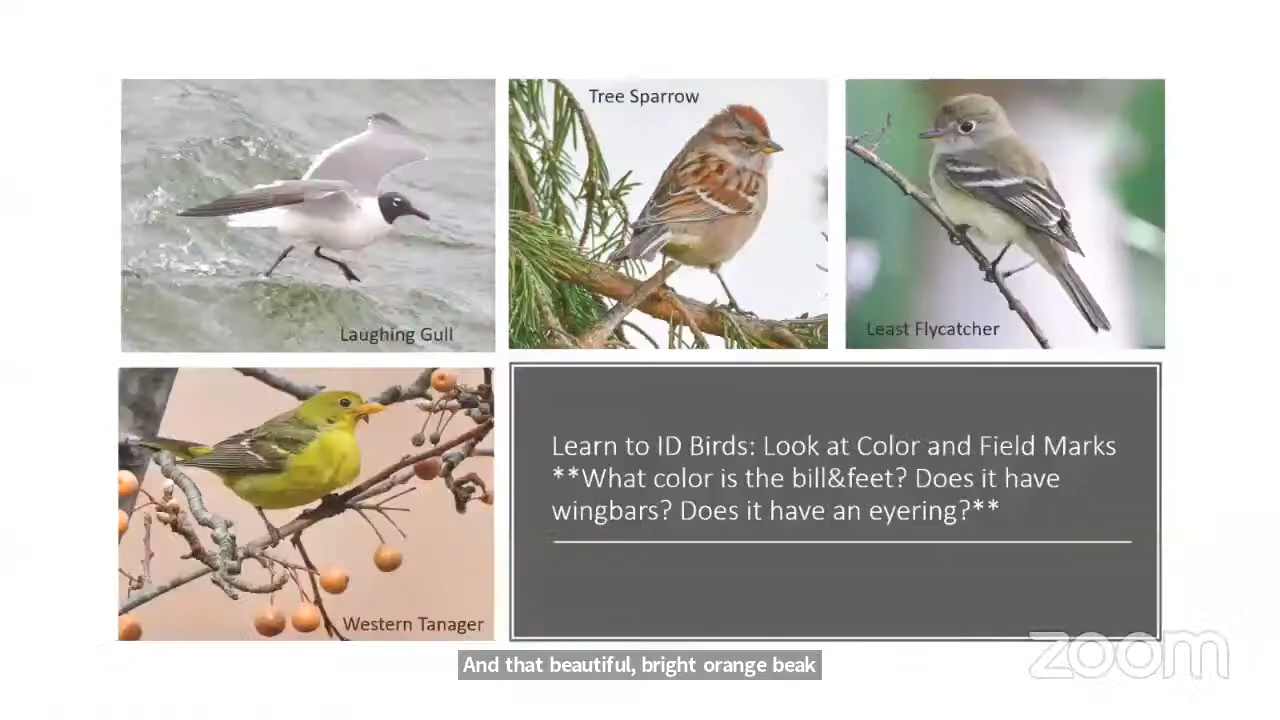 Tree Sparrow
Laughing Gull
Least Flycatcher
Western Tanager
Learn to ID Birds: Look at Color and Field Marks
**What color is the bill&feet? Does it have
wingbars? Does it have an eyering?**
And that beautiful, bright orange beak
zoom